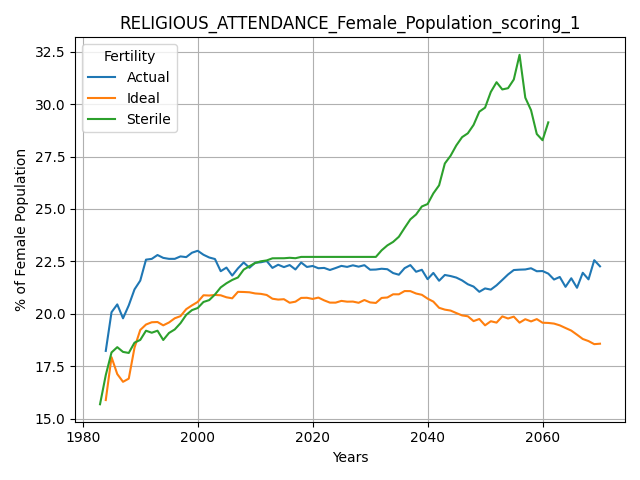 RELIGIOUS_ATTENDANCE_Female_Population_scoring_1
Fertility
Actual
Ideal
Sterile
% of Female Population
32.5
30.0
27.5
25.0
22.5
20.0
17.5
15.0
1980 2000 2020 2040 2060
Years